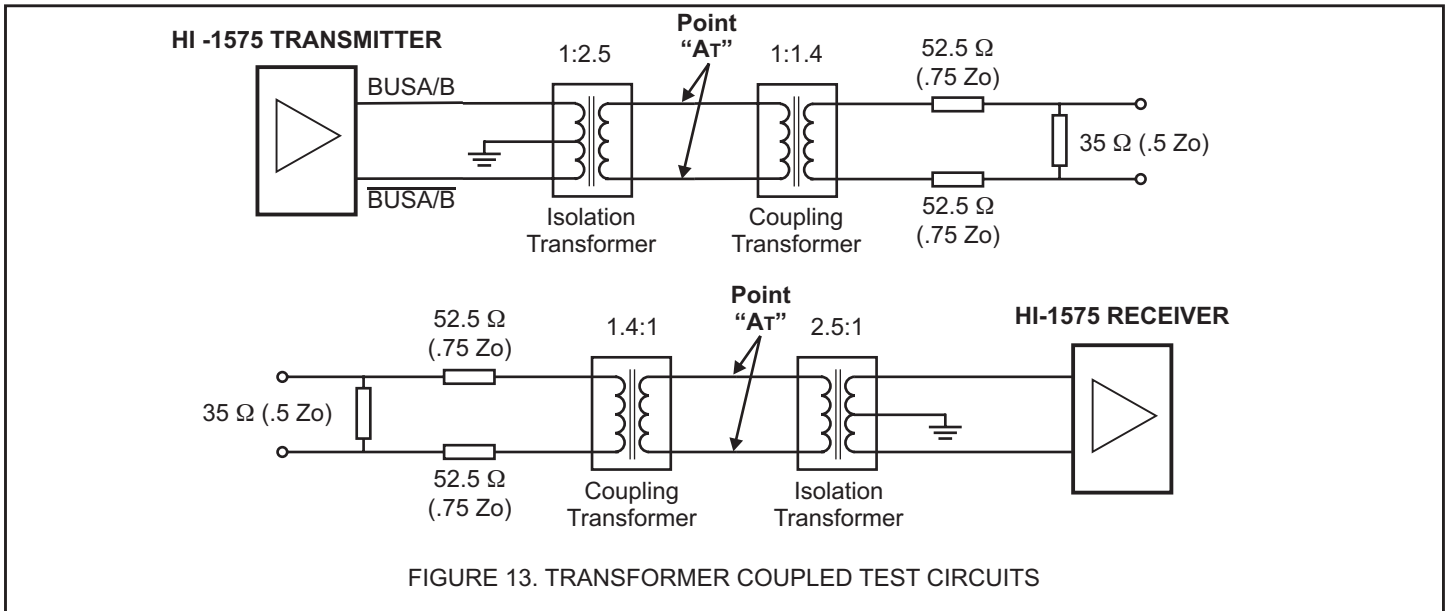 HI -1575 TRANSMITTER
Point
“AT”
1:2.5
1:1.4
52.5 Ω
(.75 Zo)
BUSA/B
35 Ω (.5 Zo)
BUSA/B
Isolation
Transformer
Coupling
Transformer
52.5 Ω
(.75 Zo)
Point
“AT”
HI-1575 RECEIVER
52.5 Ω
(.75 Zo)
1.4:1
2.5:1
35 Ω (.5 Zo)
52.5 Ω
(.75 Zo)
Coupling
Transformer
Isolation
Transformer
FIGURE 13. TRANSFORMER COUPLED TEST CIRCUITS